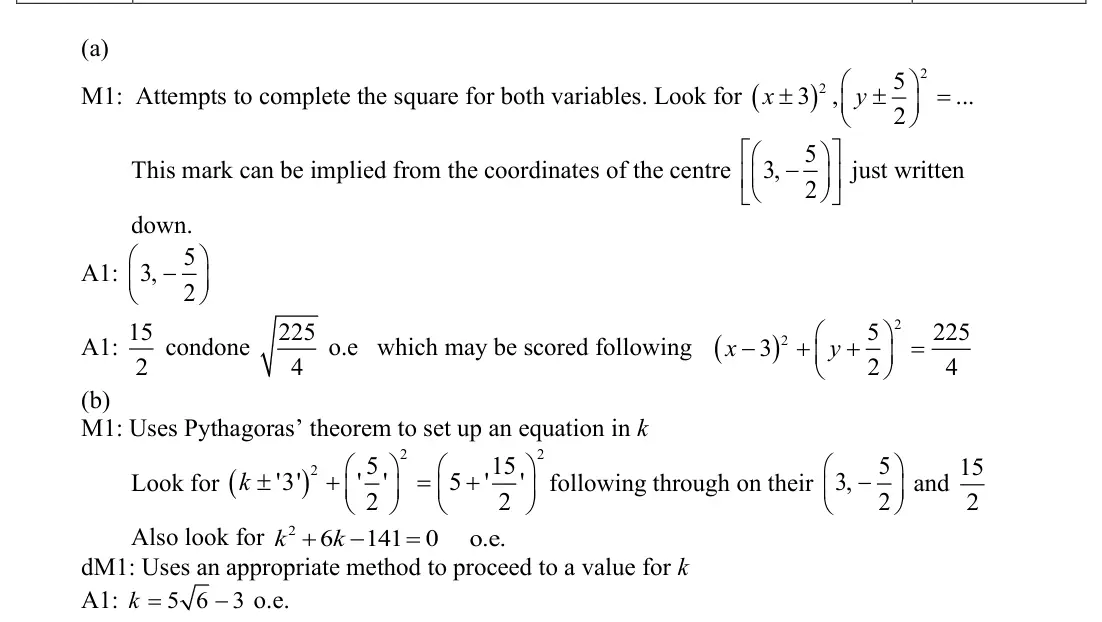 (a)
M1: Attempts to complete the square for both variables. Look for (x ± 3)², (y ± 5/2)² = ...
This mark can be implied from the coordinates of the centre [(3, − 5/2)] just written
down.
A1: (3, − 5/2)
A1: 15/2 condone √(225/4) o.e which may be scored following (x − 3)² + (y + 5/2)² = 225/4
(b)
M1: Uses Pythagoras’ theorem to set up an equation in k
Look for (k ± '3')² + ('5/2')² = (5 + '15/2')² following through on their (3, − 5/2) and 15/2
Also look for k² + 6k − 141 = 0 o.e.
dM1: Uses an appropriate method to proceed to a value for k
A1: k = 5√6 − 3 o.e.